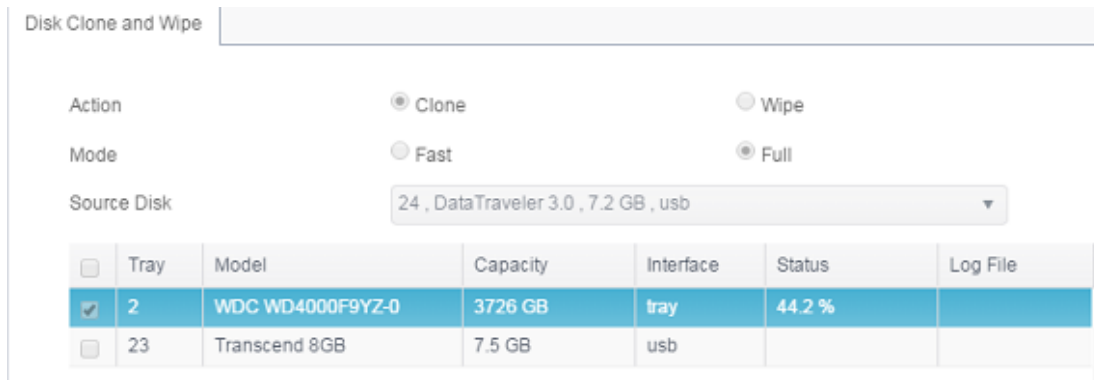 Disk Clone and Wipe
Action Clone Wipe
Mode Fast Full
Source Disk 24 , DataTraveler 3.0 , 7.2 GB , usb
Tray Model Capacity Interface Status Log File
2 WDC WD4000F9YZ-0 3726 GB tray 44.2 %
23 Transcend 8GB 7.5 GB usb